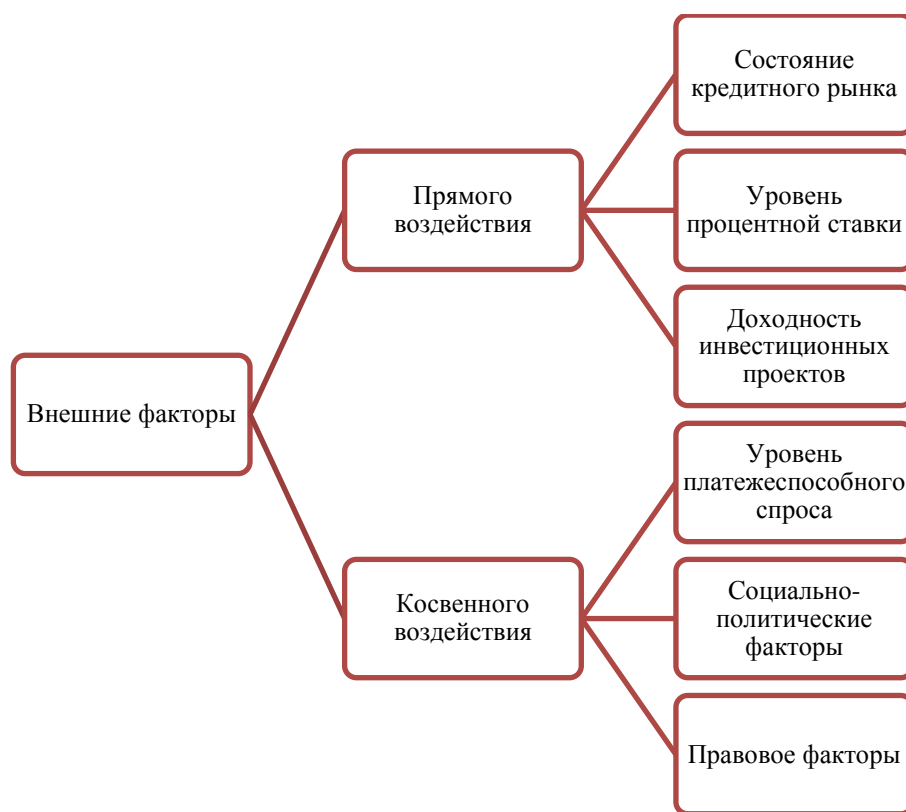 Внешние факторы
Прямого
воздействия
Состояние
кредитного рынка
Уровень
процентной ставки
Доходность
инвестиционных
проектов
Косвенного
воздействия
Уровень
платежеспособного
спроса
Социально-
политические
факторы
Правовое факторы